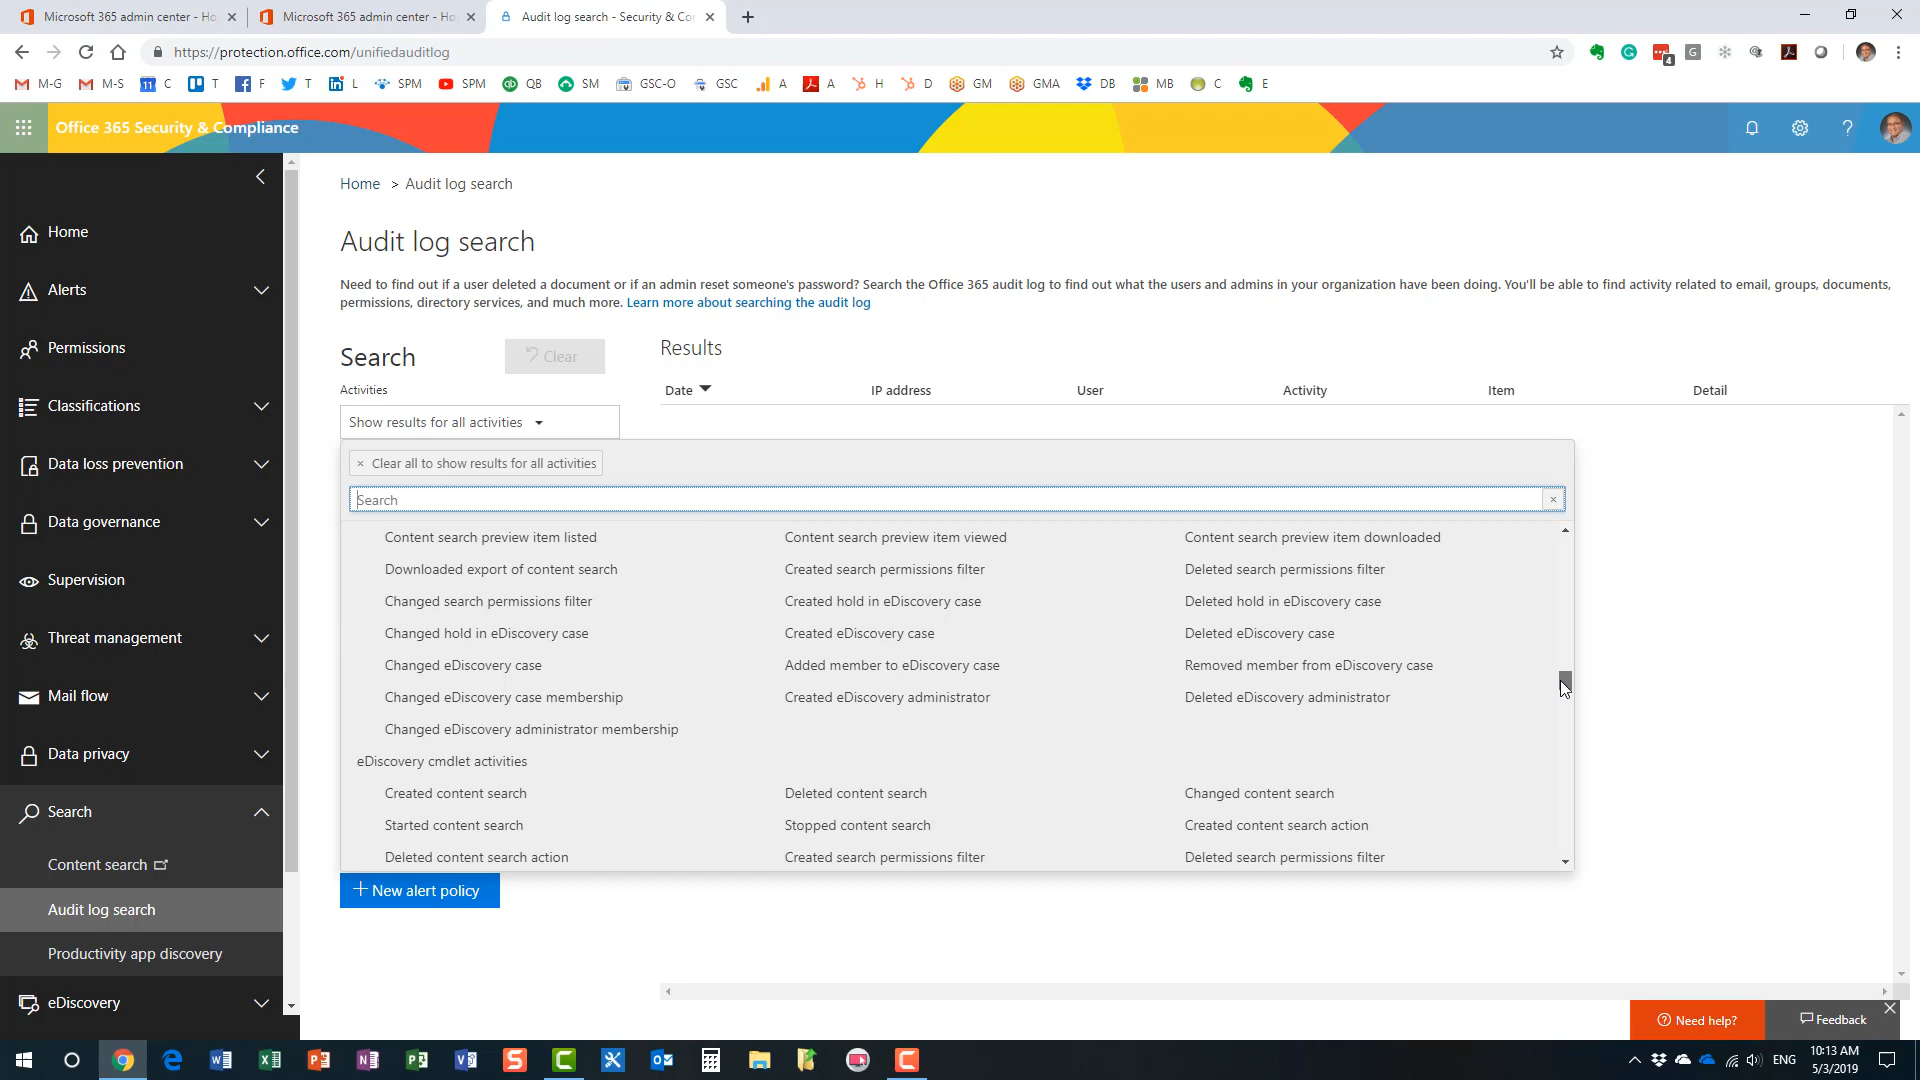 Microsoft 365 admin center - Ho
Microsoft 365 admin center - Ho
Audit log search - Security & Co
https://protection.office.com/unifiedauditlog
4
M-G
M-S
11
C
T
F
T
L
SPM
SPM
QB
SM
GSC-O
GSC
A
A
H
D
GM
GMA
DB
MB
C
E
Office 365 Security & Compliance
Home
Alerts
Permissions
Classifications
Data loss prevention
Data governance
Supervision
Threat management
Mail flow
Data privacy
Search
Content search
Audit log search
Productivity app discovery
eDiscovery
Home > Audit log search
Audit log search
Need to find out if a user deleted a document or if an admin reset someone's password? Search the Office 365 audit log to find out what the users and admins in your organization have been doing. You'll be able to find activity related to email, groups, documents,
permissions, directory services, and much more. Learn more about searching the audit log
Search
Clear
Results
Activities
Date
IP address
User
Activity
Item
Detail
Show results for all activities
× Clear all to show results for all activities
Search
Content search preview item listed
Content search preview item viewed
Content search preview item downloaded
Downloaded export of content search
Created search permissions filter
Deleted search permissions filter
Changed search permissions filter
Created hold in eDiscovery case
Deleted hold in eDiscovery case
Changed hold in eDiscovery case
Created eDiscovery case
Deleted eDiscovery case
Changed eDiscovery case
Added member to eDiscovery case
Removed member from eDiscovery case
Changed eDiscovery case membership
Created eDiscovery administrator
Deleted eDiscovery administrator
Changed eDiscovery administrator membership
eDiscovery cmdlet activities
Created content search
Deleted content search
Changed content search
Started content search
Stopped content search
Created content search action
Deleted content search action
Created search permissions filter
Deleted search permissions filter
+ New alert policy
Need help?
Feedback
ENG
10:13 AM
5/3/2019